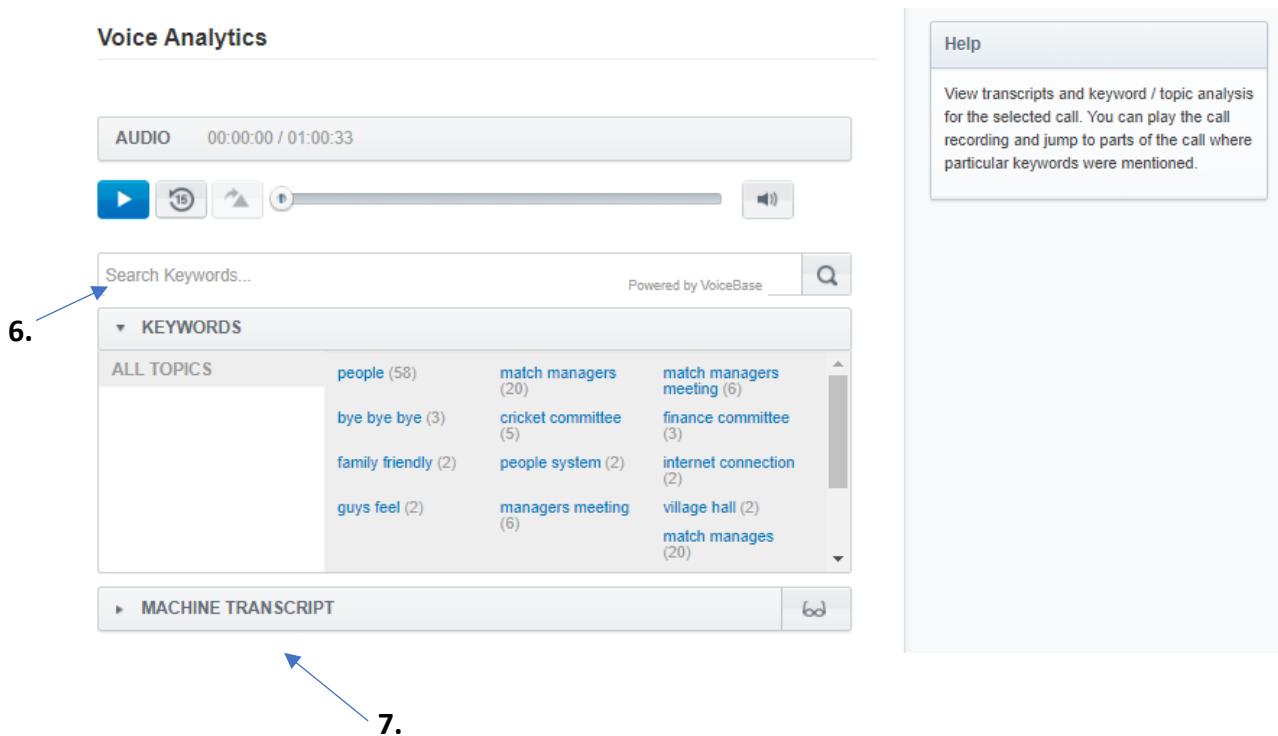 Voice Analytics
AUDIO 00:00:00 / 01:00:33
15
Search Keywords...
Powered by VoiceBase
6.
KEYWORDS
ALL TOPICS
people (58)
match managers
(20)
match managers
meeting (6)
bye bye bye (3)
cricket committee
(5)
finance committee
(3)
family friendly (2)
people system (2)
internet connection
(2)
guys feel (2)
managers meeting
(6)
village hall (2)
match manages
(20)
MACHINE TRANSCRIPT
7.
Help
View transcripts and keyword / topic analysis
for the selected call. You can play the call
recording and jump to parts of the call where
particular keywords were mentioned.